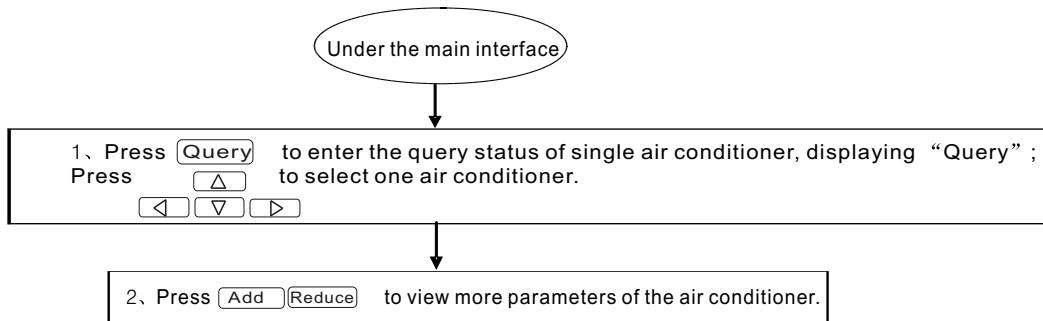 Under the main interface
1、Press Query to enter the query status of single air conditioner, displaying “Query”;
Press △ to select one air conditioner.
◁ ▽ ▷
2、Press Add Reduce to view more parameters of the air conditioner.